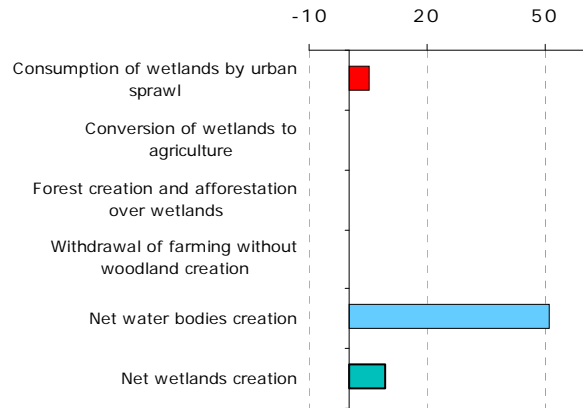 -10 20 50
Consumption of wetlands by urban
sprawl
Conversion of wetlands to
agriculture
Forest creation and afforestation
over wetlands
Withdrawal of farming without
woodland creation
Net water bodies creation
Net wetlands creation